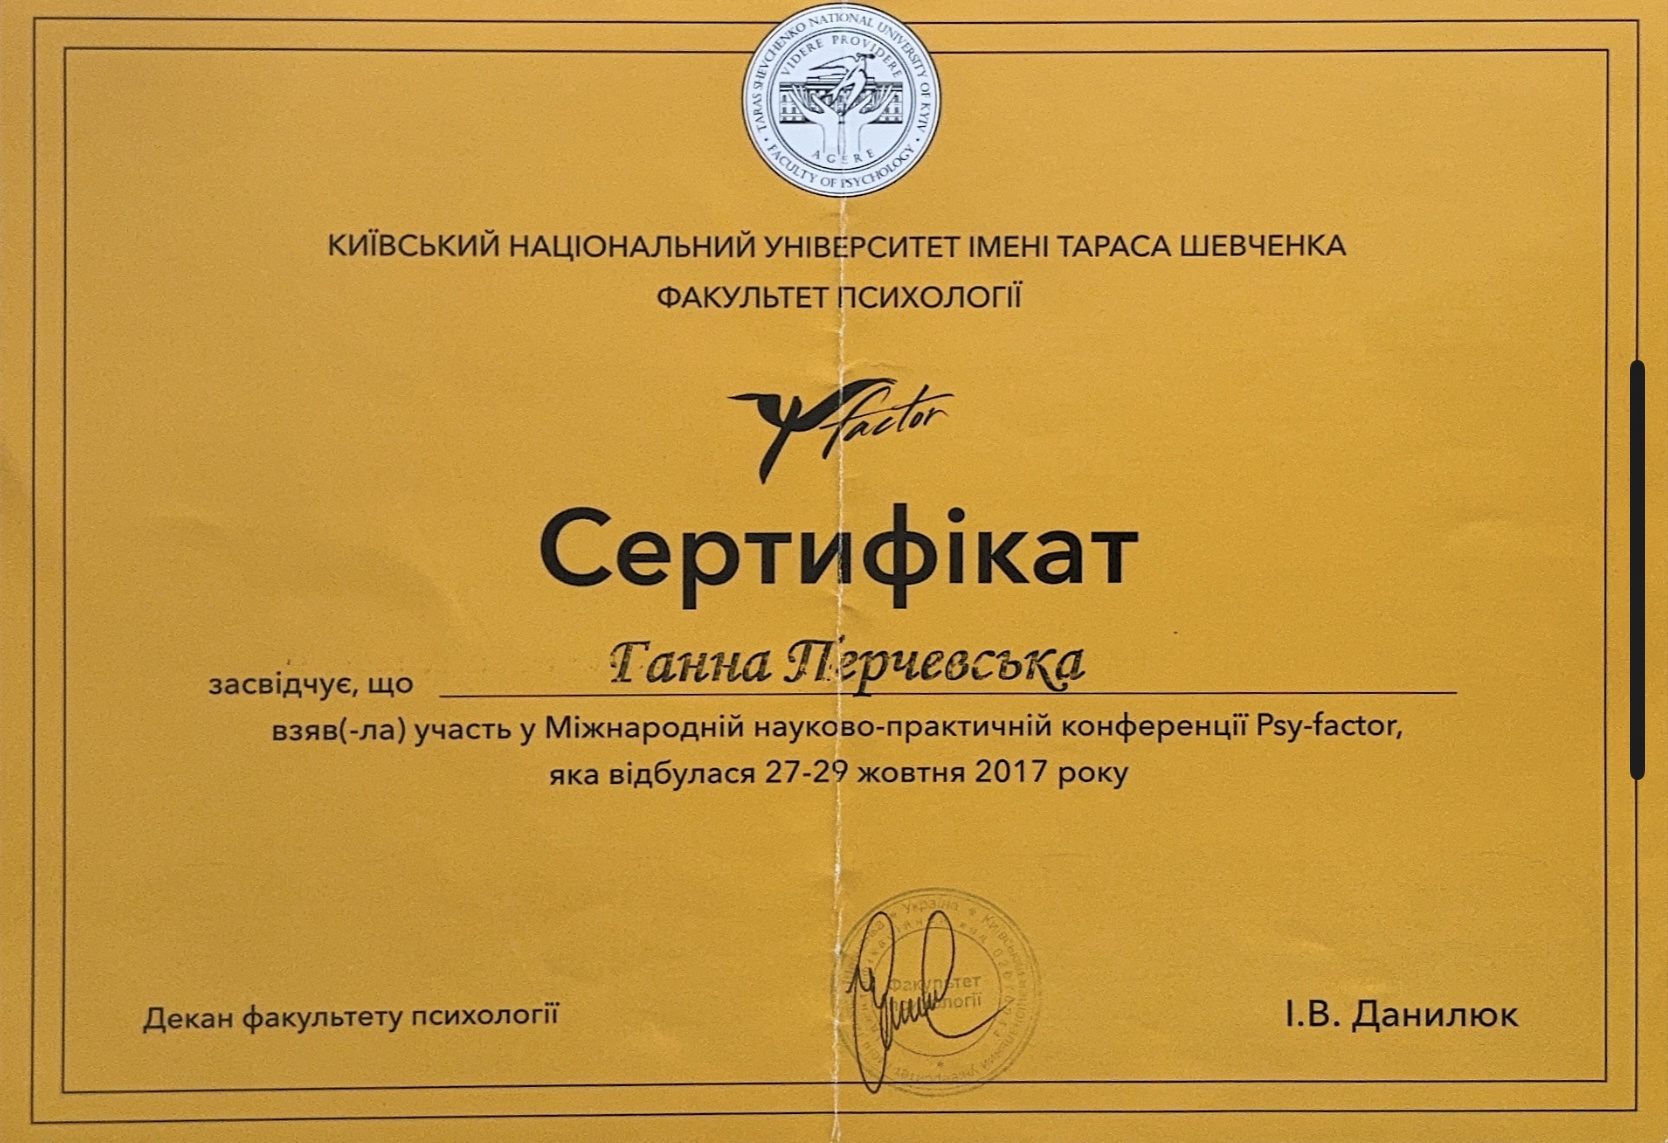 TARAS SHEVCHENKO NATIONAL UNIVERSITY OF KYIV • FACULTY OF PSYCHOLOGY •
VIDERE PROVIDERE
AGERE
КИЇВСЬКИЙ НАЦІОНАЛЬНИЙ УНІВЕРСИТЕТ ІМЕНІ ТАРАСА ШЕВЧЕНКА
ФАКУЛЬТЕТ ПСИХОЛОГІЇ
Ψ factor
Сертифікат
Ганна Перчевська
засвідчує, що
взяв(-ла) участь у Міжнародній науково-практичній конференції Psy-factor,
яка відбулася 27-29 жовтня 2017 року
Україна
Факультет
Декан факультету психології
І.В. Данилюк